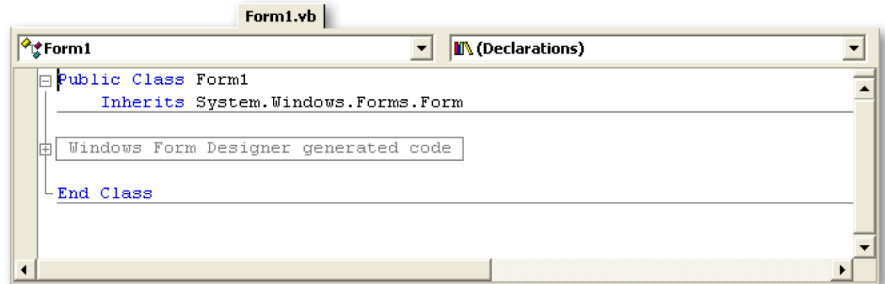 Form1.vb
Form1
(Declarations)
Public Class Form1
Inherits System.Windows.Forms.Form
Windows Form Designer generated code
End Class